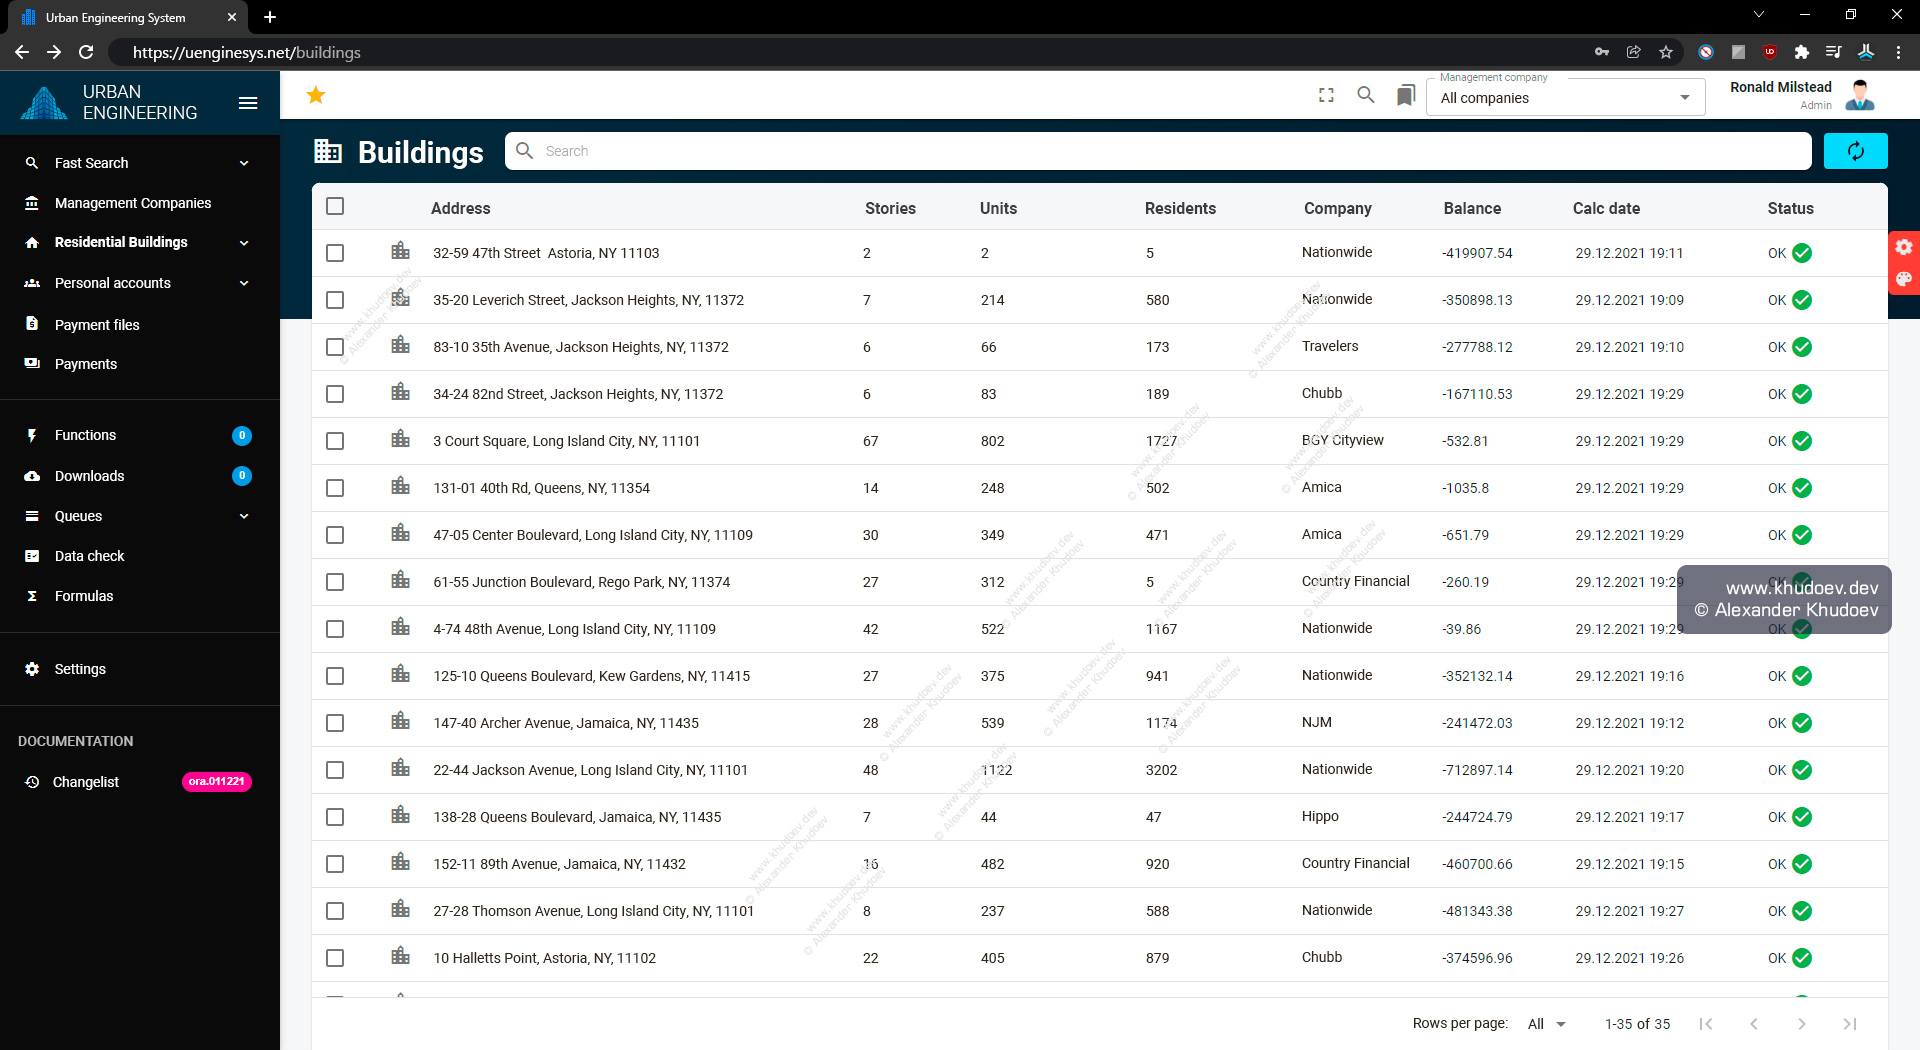 Urban Engineering System
https://uenginesys.net/buildings
URBAN
ENGINEERING
Management company
All companies
Ronald Milstead
Admin
Fast Search
Management Companies
Residential Buildings
Personal accounts
Payment files
Payments
Functions 0
Downloads 0
Queues
Data check
Formulas
Settings
DOCUMENTATION
Changelist ora.011221
Buildings
Search
Address Stories Units Residents Company Balance Calc date Status
32-59 47th Street  Astoria, NY 11103 2 2 5 Nationwide -419907.54 29.12.2021 19:11 OK
35-20 Leverich Street, Jackson Heights, NY, 11372 7 214 580 Nationwide -350898.13 29.12.2021 19:09 OK
83-10 35th Avenue, Jackson Heights, NY, 11372 6 66 173 Travelers -277788.12 29.12.2021 19:10 OK
34-24 82nd Street, Jackson Heights, NY, 11372 6 83 189 Chubb -167110.53 29.12.2021 19:29 OK
3 Court Square, Long Island City, NY, 11101 67 802 1727 BGY Cityview -532.81 29.12.2021 19:29 OK
131-01 40th Rd, Queens, NY, 11354 14 248 502 Amica -1035.8 29.12.2021 19:29 OK
47-05 Center Boulevard, Long Island City, NY, 11109 30 349 471 Amica -651.79 29.12.2021 19:29 OK
61-55 Junction Boulevard, Rego Park, NY, 11374 27 312 5 Country Financial -260.19 29.12.2021 19:29 OK
4-74 48th Avenue, Long Island City, NY, 11109 42 522 1167 Nationwide -39.86 29.12.2021 19:29 OK
125-10 Queens Boulevard, Kew Gardens, NY, 11415 27 375 941 Nationwide -352132.14 29.12.2021 19:16 OK
147-40 Archer Avenue, Jamaica, NY, 11435 28 539 1174 NJM -241472.03 29.12.2021 19:12 OK
22-44 Jackson Avenue, Long Island City, NY, 11101 48 1122 3202 Nationwide -712897.14 29.12.2021 19:20 OK
138-28 Queens Boulevard, Jamaica, NY, 11435 7 44 47 Hippo -244724.79 29.12.2021 19:17 OK
152-11 89th Avenue, Jamaica, NY, 11432 16 482 920 Country Financial -460700.66 29.12.2021 19:15 OK
27-28 Thomson Avenue, Long Island City, NY, 11101 8 237 588 Nationwide -481343.38 29.12.2021 19:27 OK
10 Halletts Point, Astoria, NY, 11102 22 405 879 Chubb -374596.96 29.12.2021 19:26 OK
www.khudoev.dev
© Alexander Khudoev
Rows per page: All 1-35 of 35